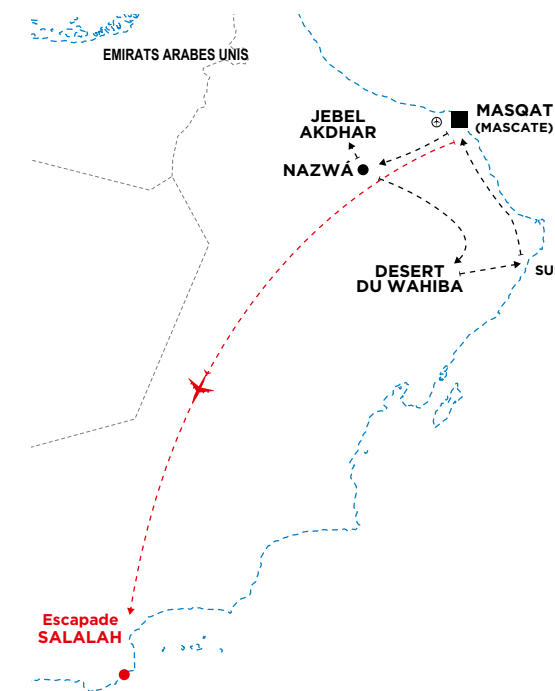 EMIRATS ARABES UNIS
MASQAT
(MASCATE)
JEBEL
AKDHAR
NAZWÁ
DESERT
DU WAHIBA
SU
Escapade
SALALAH